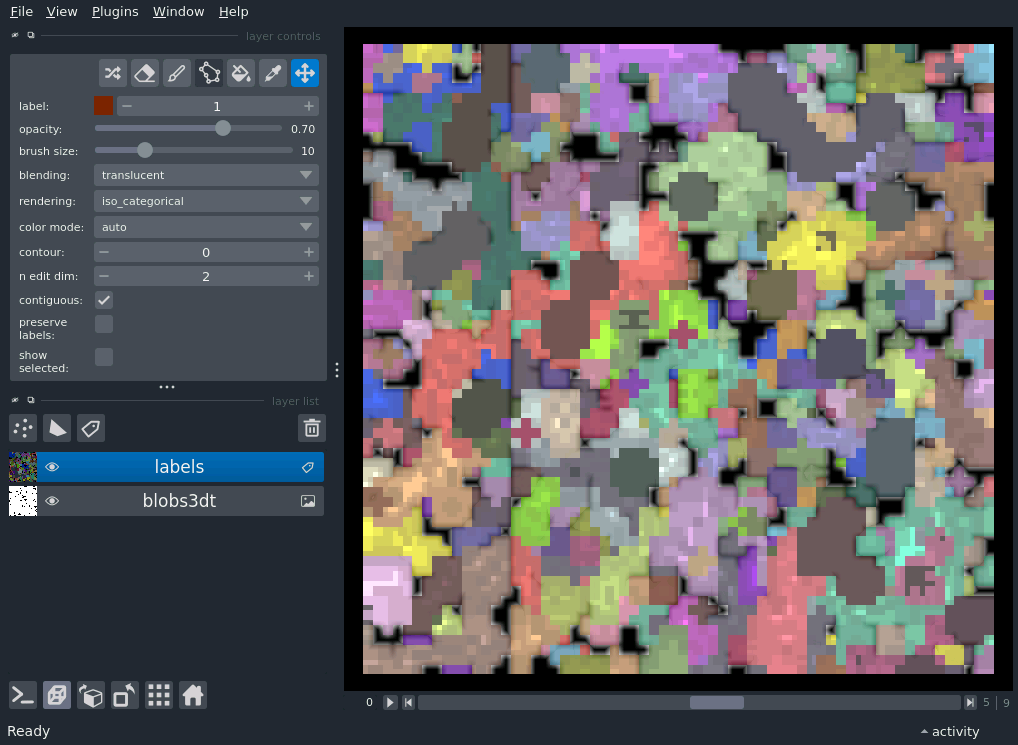 File View Plugins Window Help
layer controls
label: 1
opacity: 0.70
brush size: 10
blending: translucent
rendering: iso_categorical
color mode: auto
contour: 0
n edit dim: 2
contiguous:
preserve
labels:
show
selected:
layer list
labels
blobs3dt
0 5 | 9
Ready activity